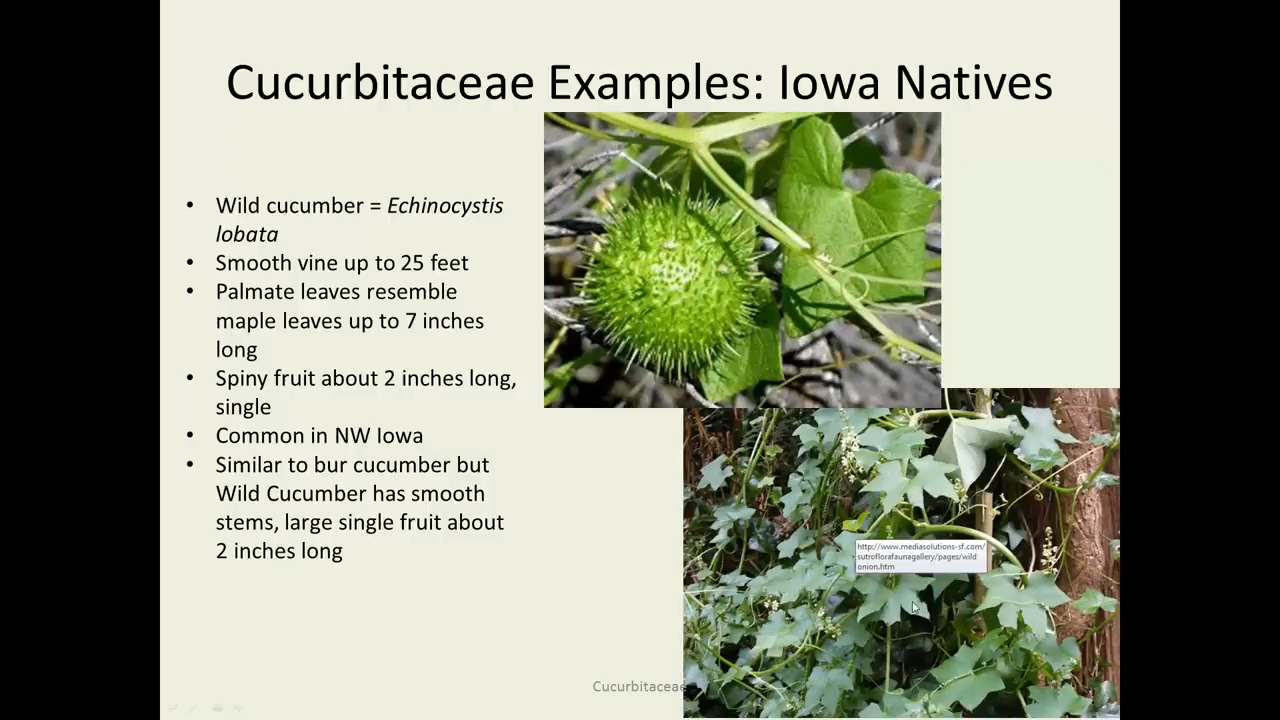 Cucurbitaceae Examples: Iowa Natives
• Wild cucumber = Echinocystis
lobata
• Smooth vine up to 25 feet
• Palmate leaves resemble
maple leaves up to 7 inches
long
• Spiny fruit about 2 inches long,
single
• Common in NW Iowa
• Similar to bur cucumber but
Wild Cucumber has smooth
stems, large single fruit about
2 inches long
http://www.mediasolutions-sf.com/
sutroflorafaunagallery/pages/wild
onion.htm
Cucurbitaceae